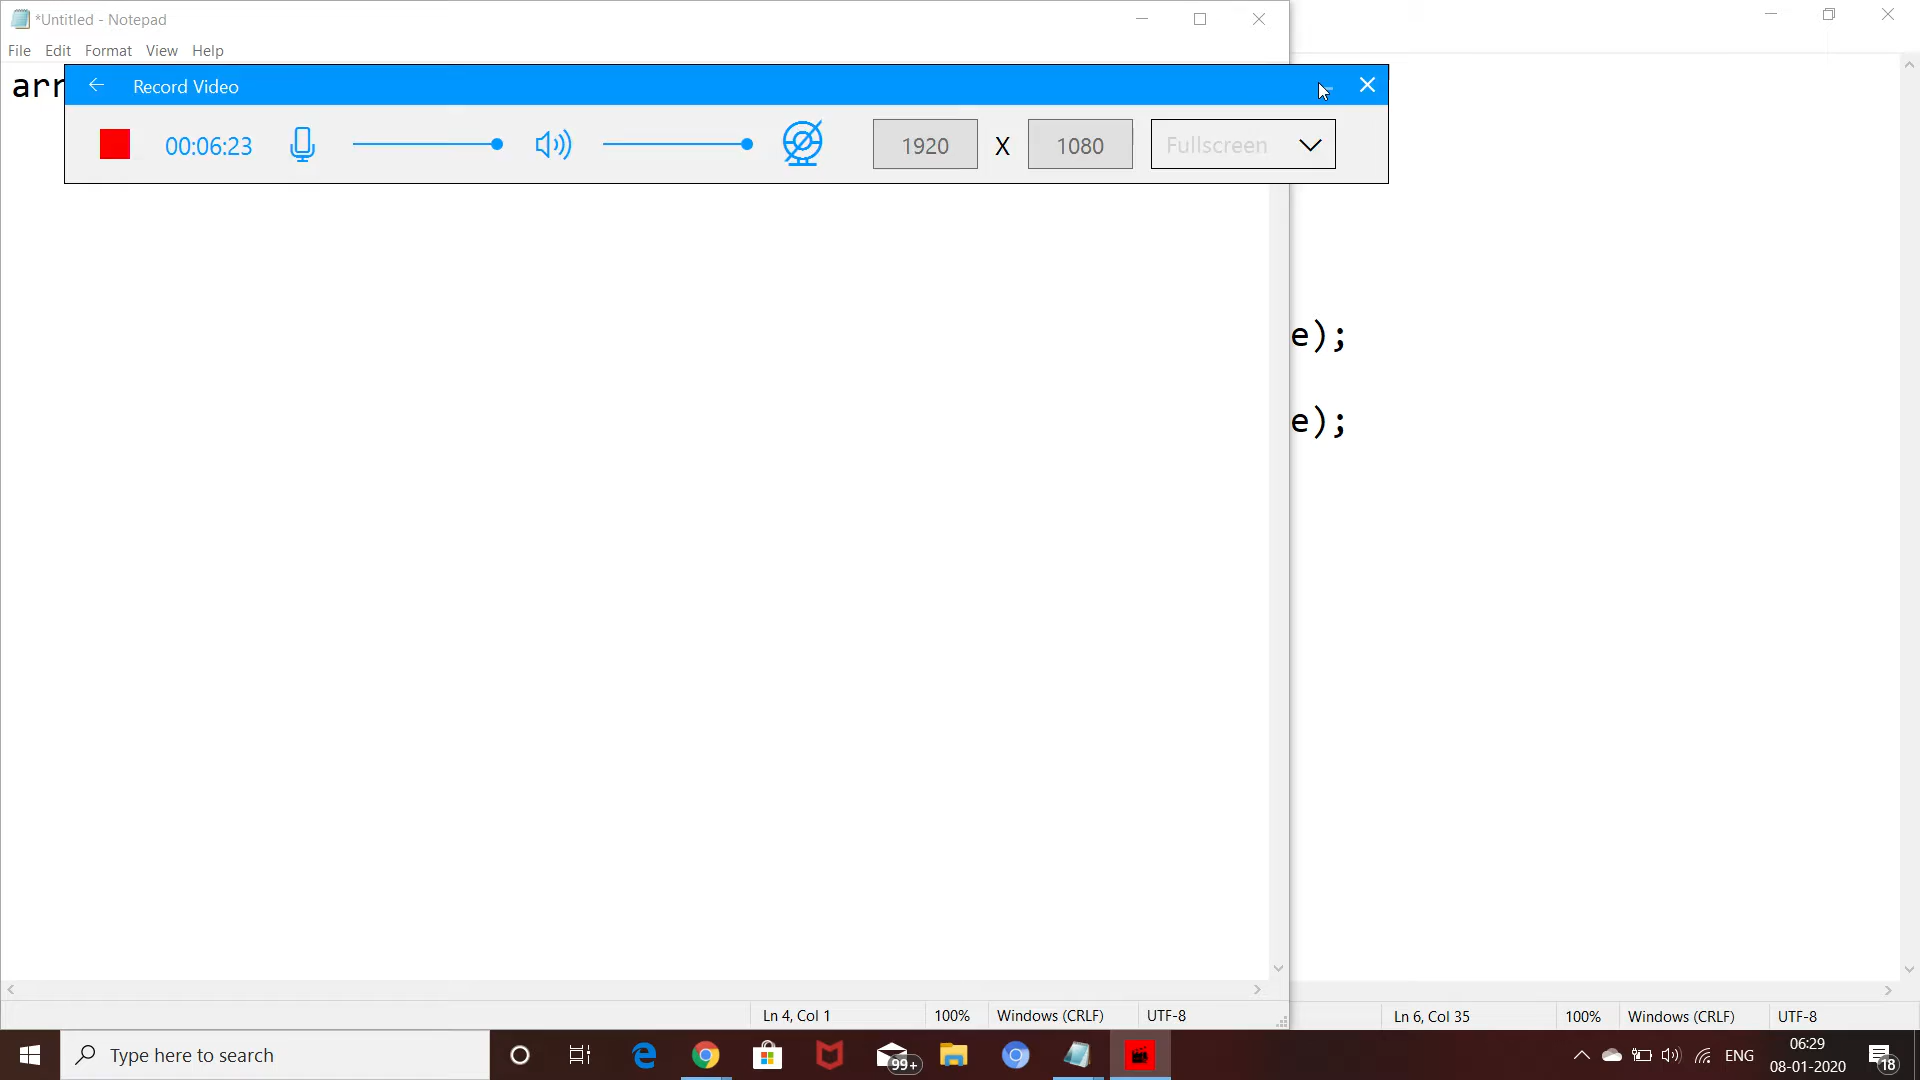 *Untitled - Notepad
File Edit Format View Help
arr
Record Video
00:06:23
1920 X 1080 Fullscreen
e);
e);
Ln 4, Col 1 100% Windows (CRLF) UTF-8
Ln 6, Col 35 100% Windows (CRLF) UTF-8
Type here to search
99+
ENG
06:29
08-01-2020
18